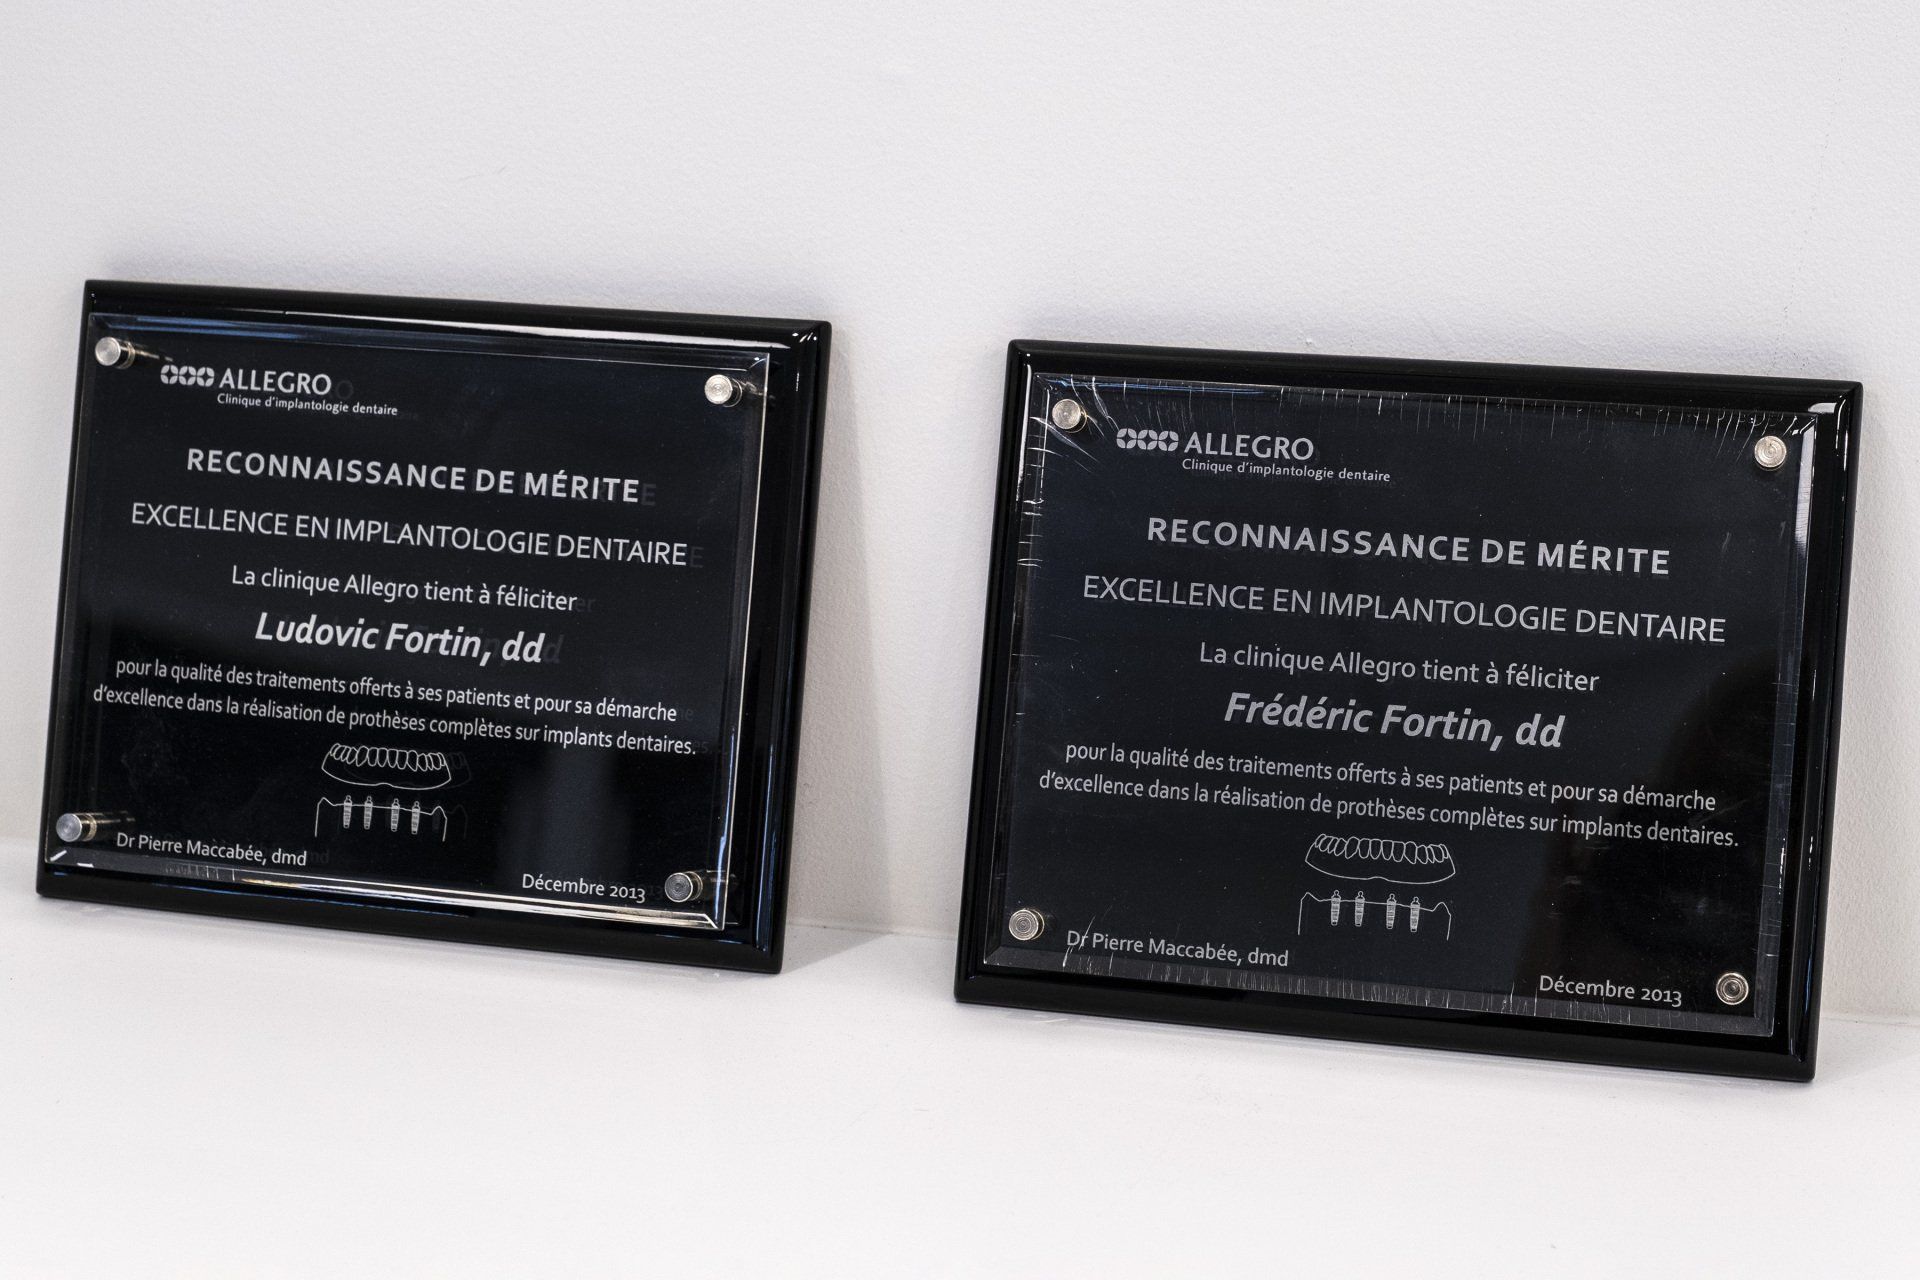 ALLEGRO
Clinique d'implantologie dentaire
RECONNAISSANCE DE MÉRITE
EXCELLENCE EN IMPLANTOLOGIE DENTAIRE
La clinique Allegro tient à féliciter
Ludovic Fortin, dd
pour la qualité des traitements offerts à ses patients et pour sa démarche
d'excellence dans la réalisation de prothèses complètes sur implants dentaires.
Dr Pierre Maccabée, dmd
Décembre 2013
ALLEGRO
Clinique d'implantologie dentaire
RECONNAISSANCE DE MÉRITE
EXCELLENCE EN IMPLANTOLOGIE DENTAIRE
La clinique Allegro tient à féliciter
Frédéric Fortin, dd
pour la qualité des traitements offerts à ses patients et pour sa démarche
d'excellence dans la réalisation de prothèses complètes sur implants dentaires.
Dr Pierre Maccabée, dmd
Décembre 2013